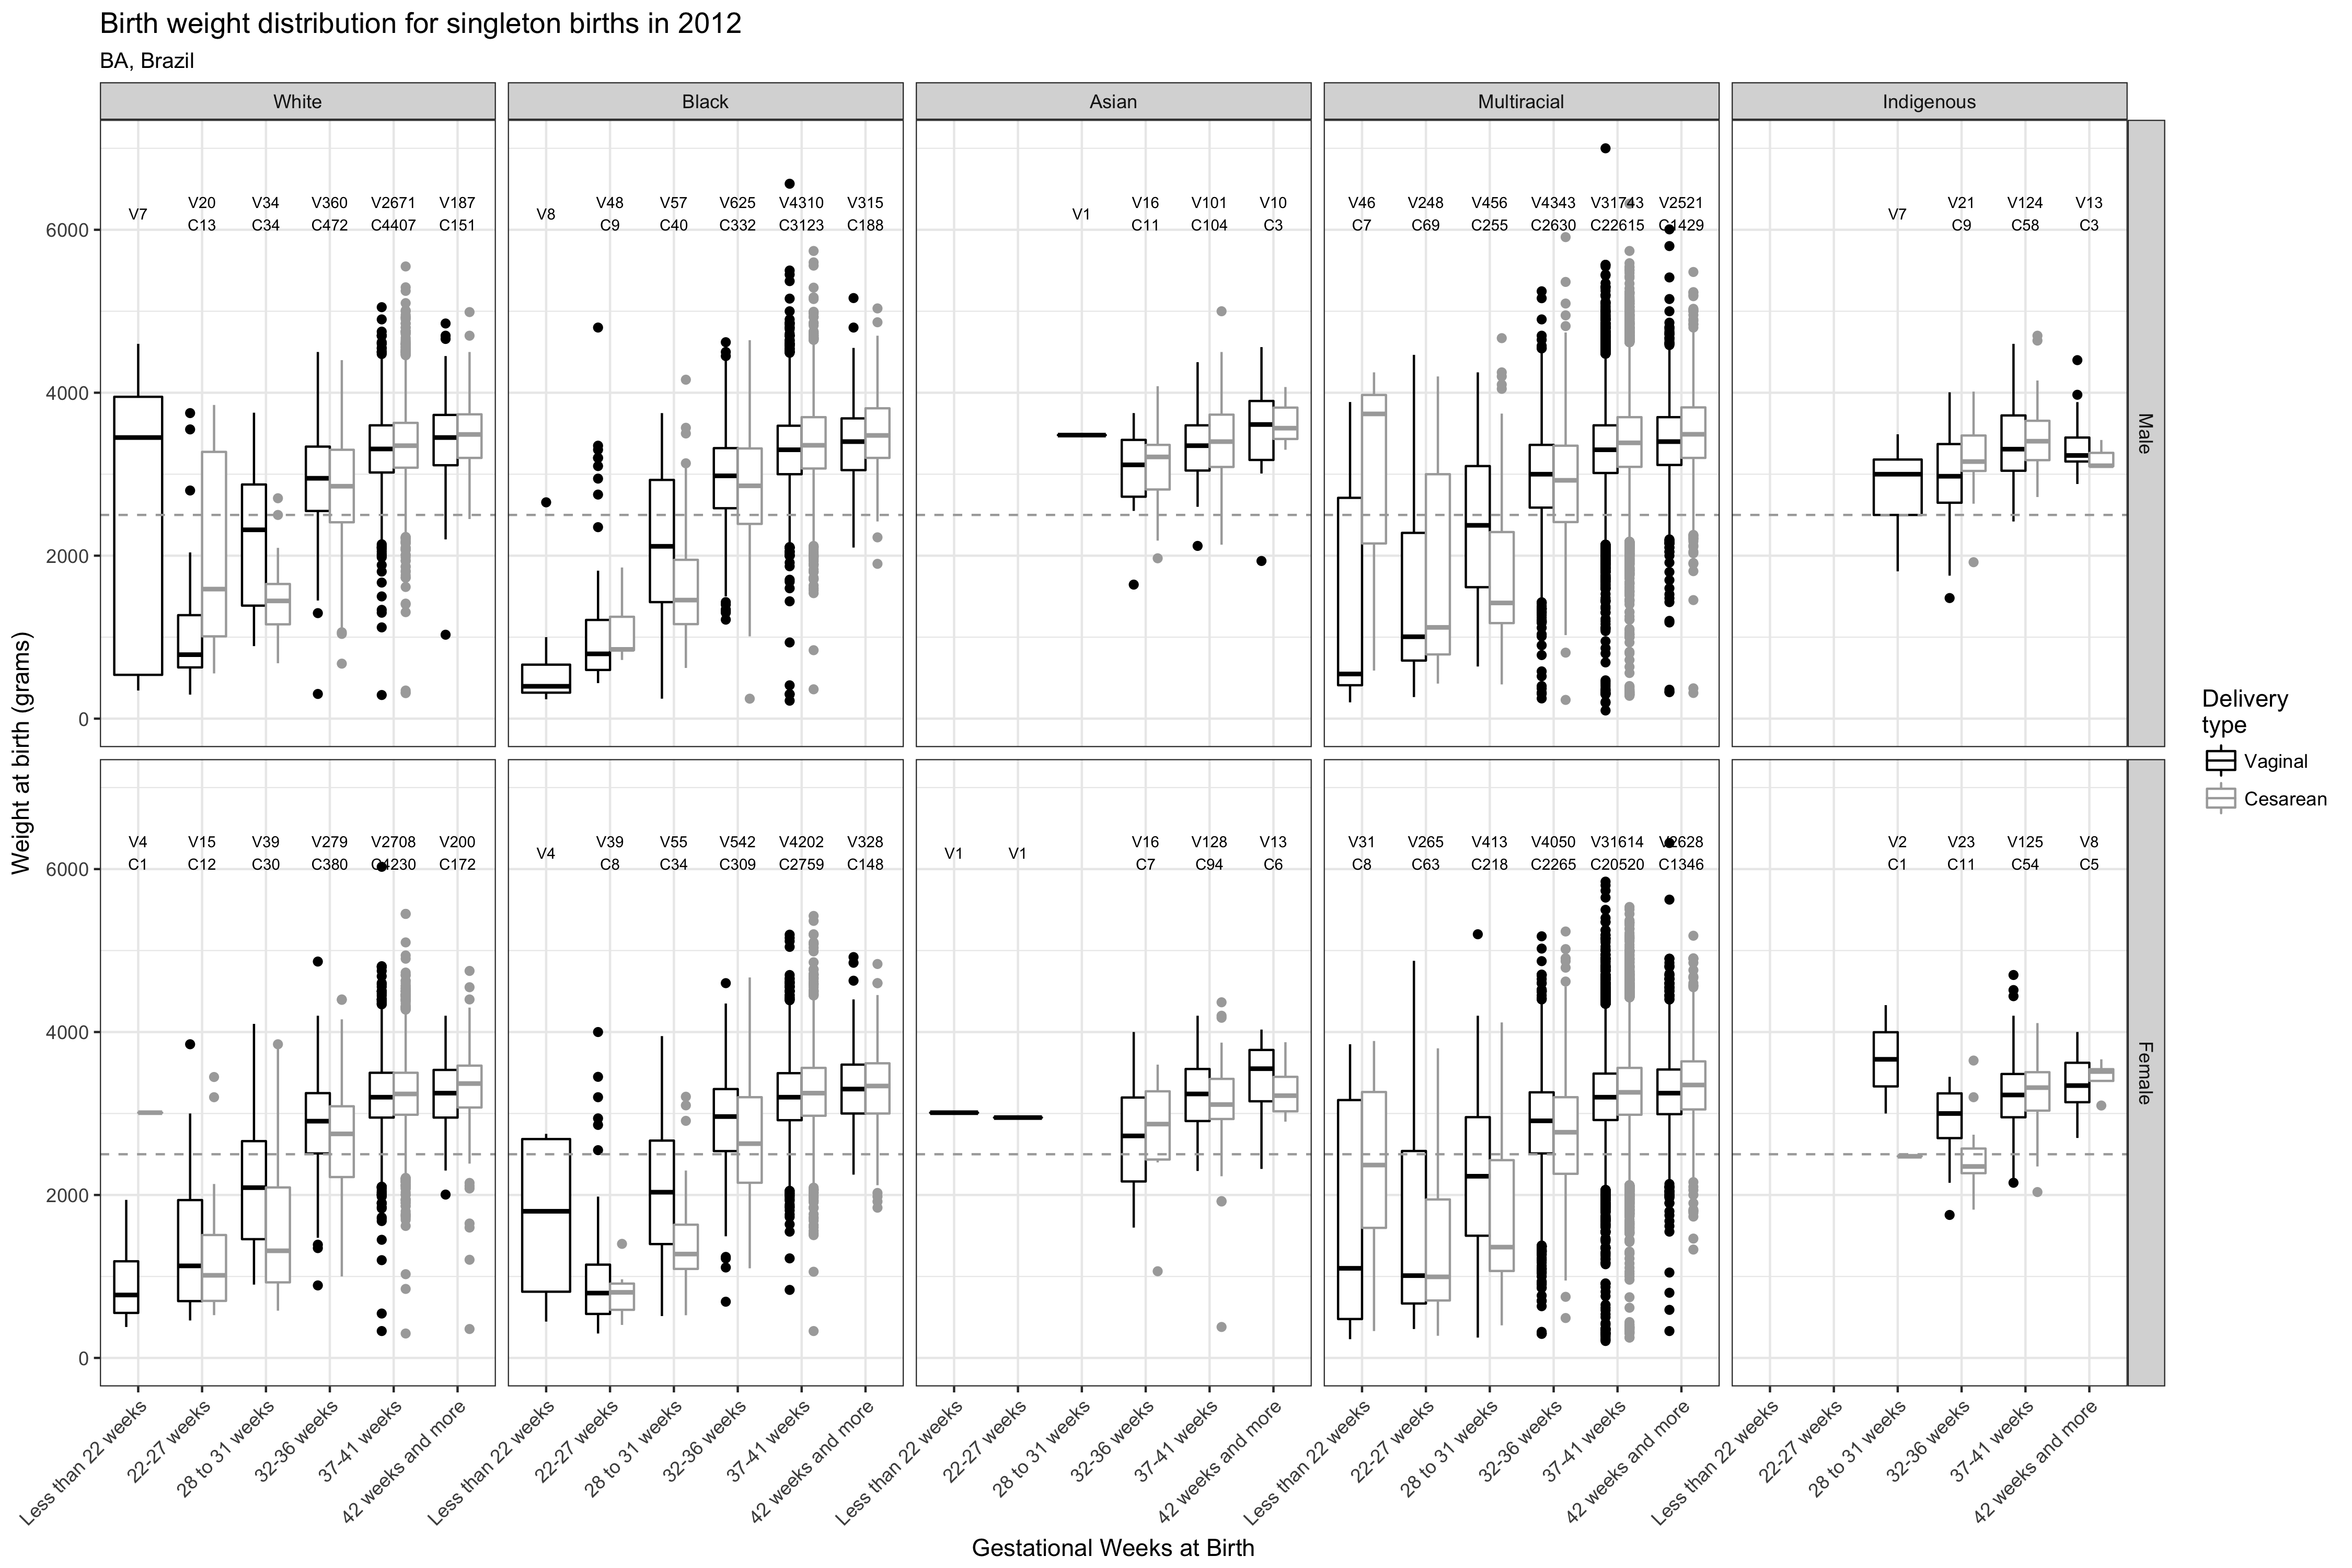 Birth weight distribution for singleton births in 2012
BA, Brazil
White Black Asian Multiracial Indigenous
V7 V20 V34 V360 V2671 V187 V8 V48 V57 V625 V4310 V315 V1 V16 V101 V10 V46 V248 V456 V4343 V31743 V2521 V7 V21 V124 V13
C13 C34 C472 C4407 C151 C9 C40 C332 C3123 C188 C11 C104 C3 C7 C69 C255 C2630 C22615 C1429 C9 C58 C3
6000
4000
2000
0
Male
V4 V15 V39 V279 V2708 V200 V4 V39 V55 V542 V4202 V328 V1 V1 V16 V128 V13 V31 V265 V413 V4050 V31614 V2628 V2 V23 V125 V8
C1 C12 C30 C380 C4230 C172 C8 C34 C309 C2759 C148 C7 C94 C6 C8 C63 C218 C2265 C20520 C1346 C1 C11 C54 C5
6000
4000
2000
0
Female
Weight at birth (grams)
Less than 22 weeks 22-27 weeks 28 to 31 weeks 32-36 weeks 37-41 weeks 42 weeks and more
Less than 22 weeks 22-27 weeks 28 to 31 weeks 32-36 weeks 37-41 weeks 42 weeks and more
Less than 22 weeks 22-27 weeks 28 to 31 weeks 32-36 weeks 37-41 weeks 42 weeks and more
Less than 22 weeks 22-27 weeks 28 to 31 weeks 32-36 weeks 37-41 weeks 42 weeks and more
Less than 22 weeks 22-27 weeks 28 to 31 weeks 32-36 weeks 37-41 weeks 42 weeks and more
Gestational Weeks at Birth
Delivery
type
Vaginal
Cesarean